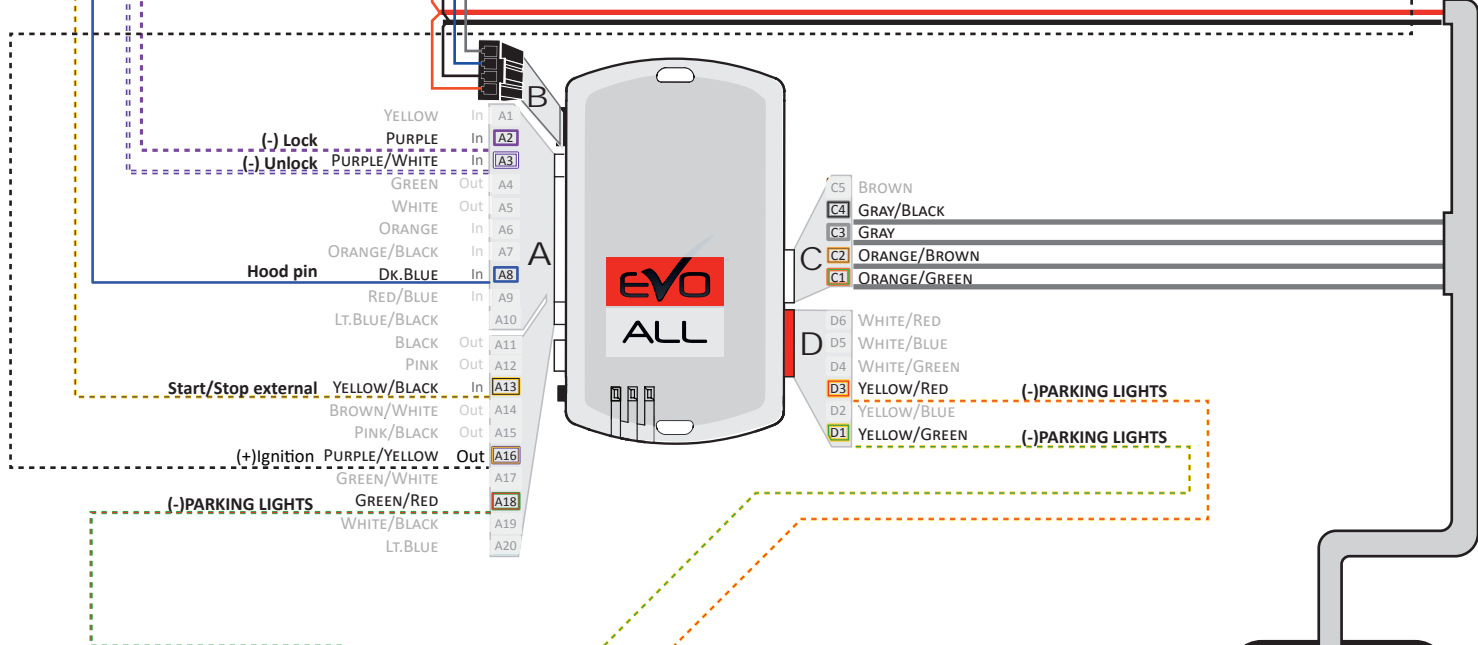 B
YELLOW In A1
(-) Lock PURPLE In A2
(-) Unlock PURPLE/WHITE In A3
GREEN Out A4
WHITE Out A5
ORANGE In A6
ORANGE/BLACK In A7
A
Hood pin DK.BLUE In A8
RED/BLUE In A9
LT.BLUE/BLACK A10
BLACK Out A11
PINK Out A12
Start/Stop external YELLOW/BLACK In A13
BROWN/WHITE Out A14
PINK/BLACK Out A15
(+)Ignition PURPLE/YELLOW Out A16
GREEN/WHITE A17
(-)PARKING LIGHTS GREEN/RED A18
WHITE/BLACK A19
LT.BLUE A20
EVO
ALL
C5 BROWN
C4 GRAY/BLACK
C3 GRAY
C
C2 ORANGE/BROWN
C1 ORANGE/GREEN
D6 WHITE/RED
D
D5 WHITE/BLUE
D4 WHITE/GREEN
D3 YELLOW/RED (-)PARKING LIGHTS
D2 YELLOW/BLUE
D1 YELLOW/GREEN (-)PARKING LIGHTS